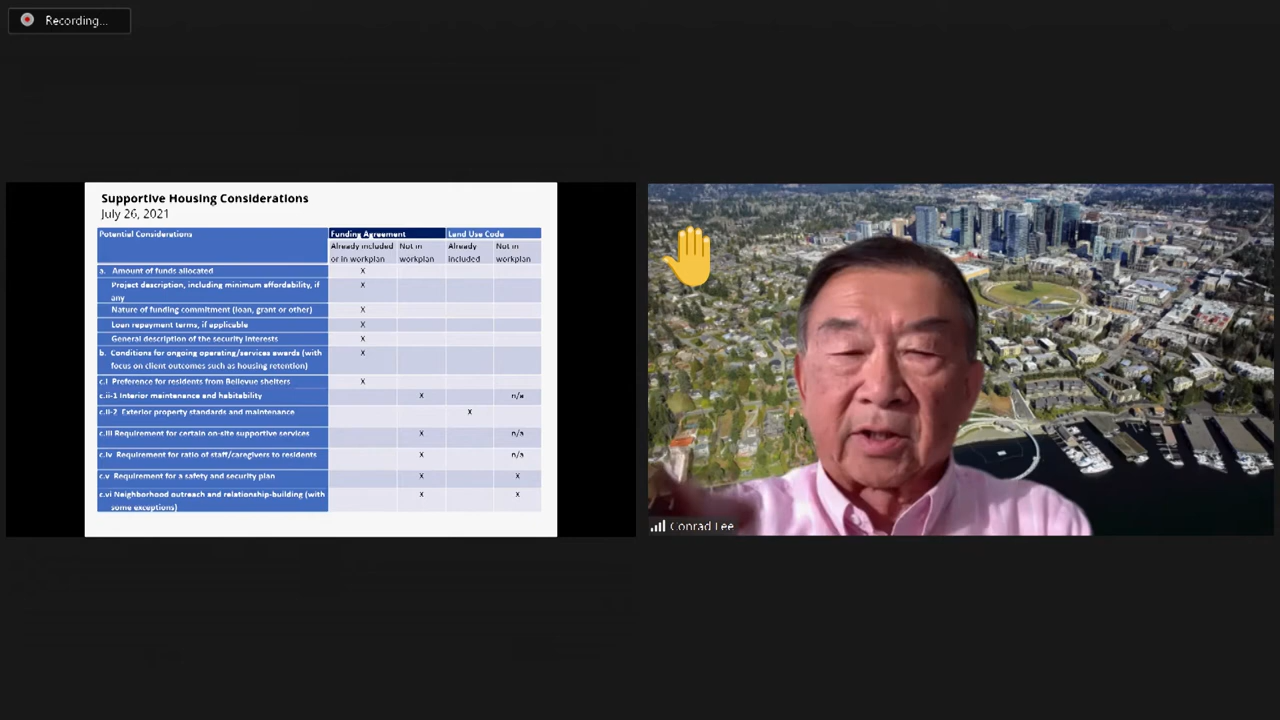 Recording...
Supportive Housing Considerations
July 26, 2021
Potential Considerations Funding Agreement Land Use Code
Already included Not in Already Not in
or in workplan workplan included workplan
a. Amount of funds allocated X
Project description, including minimum affordability, if X
any
Nature of funding commitment (loan, grant or other) X
Loan repayment terms, if applicable X
General description of the security interests X
b. Conditions for ongoing operating/services awards (with X
focus on client outcomes such as housing retention)
c.i Preference for residents from Bellevue shelters X
c.ii-1 Interior maintenance and habitability X n/a
c.ii-2 Exterior property standards and maintenance X
c.iii Requirement for certain on-site supportive services X n/a
c.iv Requirement for ratio of staff/caregivers to residents X n/a
c.v Requirement for a safety and security plan X X
c.vi Neighborhood outreach and relationship-building (with X X
some exceptions)
Conrad Lee